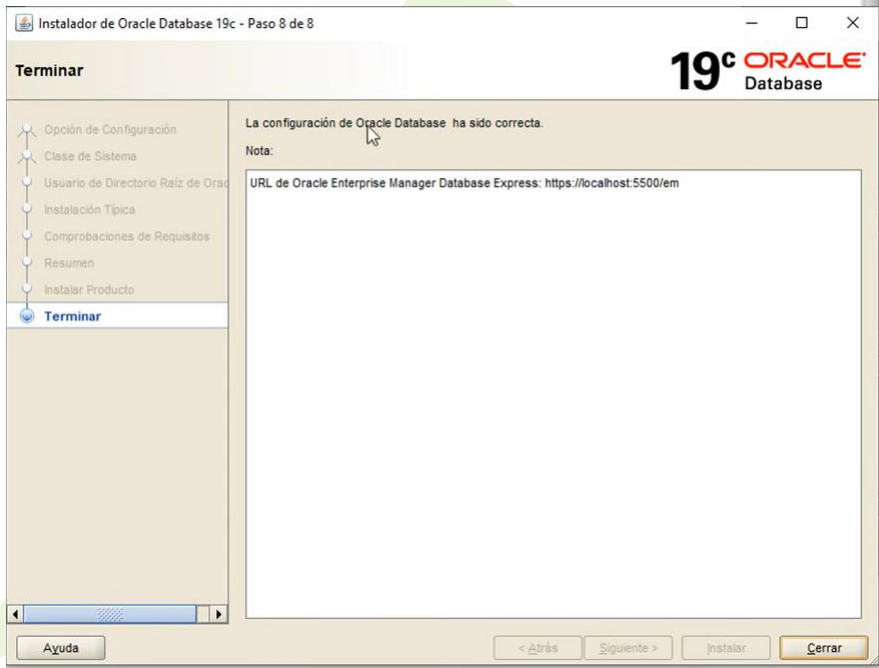 Instalador de Oracle Database 19c - Paso 8 de 8
Terminar
19c ORACLE
Database
Opción de Configuración
Clase de Sistema
Usuario de Directorio Raíz de Orac
Instalación Típica
Comprobaciones de Requisitos
Resumen
Instalar Producto
Terminar
La configuración de Oracle Database ha sido correcta.
Nota:
URL de Oracle Enterprise Manager Database Express: https://localhost:5500/em
Ayuda
< Atrás
Siguiente >
Instalar
Cerrar